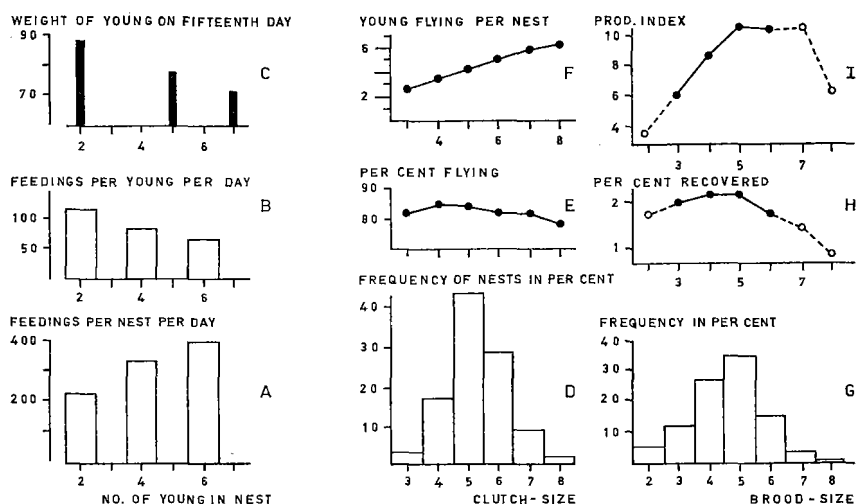 WEIGHT OF YOUNG ON FIFTEENTH DAY
90
70
C
2 4 6
FEEDINGS PER YOUNG PER DAY
100
50
B
2 4 6
FEEDINGS PER NEST PER DAY
400
200
A
2 4 6
NO. OF YOUNG IN NEST
YOUNG FLYING PER NEST
6
2
F
4 6 8
PER CENT FLYING
90
80
E
FREQUENCY OF NESTS IN PER CENT
40
30
20
10
D
3 4 5 6 7 8
CLUTCH-SIZE
PROD. INDEX
10
8
6
4
I
3 5 7
PER CENT RECOVERED
2
1
H
3 5 7
FREQUENCY IN PER CENT
40
30
20
10
G
2 3 4 5 6 7 8
BROOD-SIZE